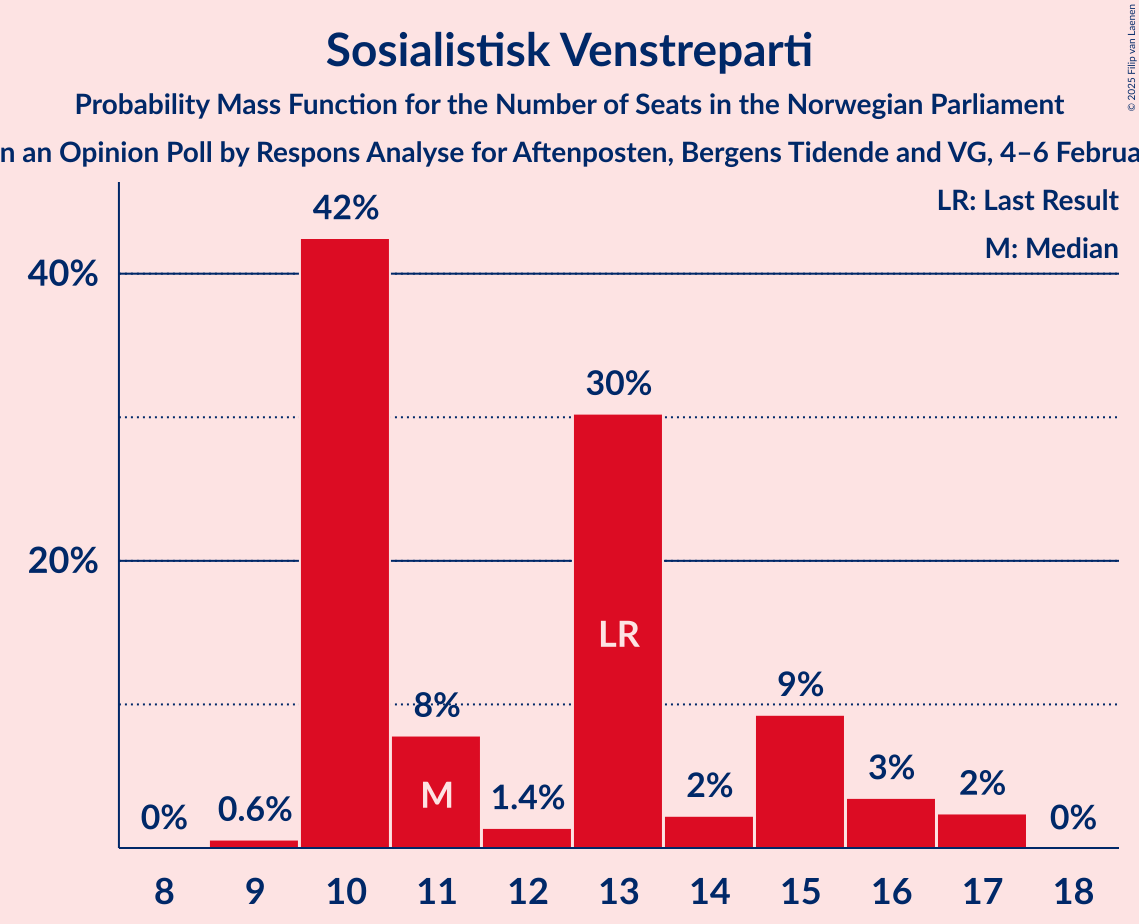 Sosialistisk Venstreparti
Probability Mass Function for the Number of Seats in the Norwegian Parliament
an Opinion Poll by Respons Analyse for Aftenposten, Bergens Tidende and VG, 4–6
© 2025 Filip van Laenen
LR: Last Result
M: Median
40%
20%
42%
30%
LR
8%
M
9%
0%
0.6%
1.4%
2%
3%
2%
0%
8 9 10 11 12 13 14 15 16 17 18